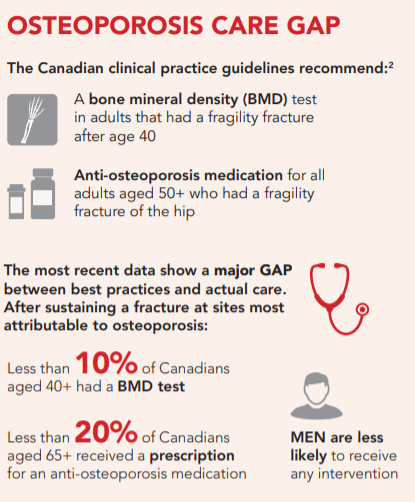 OSTEOPOROSIS CARE GAP
The Canadian clinical practice guidelines recommend:²
A bone mineral density (BMD) test
in adults that had a fragility fracture
after age 40
Anti-osteoporosis medication for all
adults aged 50+ who had a fragility
fracture of the hip
The most recent data show a major GAP
between best practices and actual care.
After sustaining a fracture at sites most
attributable to osteoporosis:
Less than 10% of Canadians
aged 40+ had a BMD test
Less than 20% of Canadians
aged 65+ received a prescription
for an anti-osteoporosis medication
MEN are less
likely to receive
any intervention